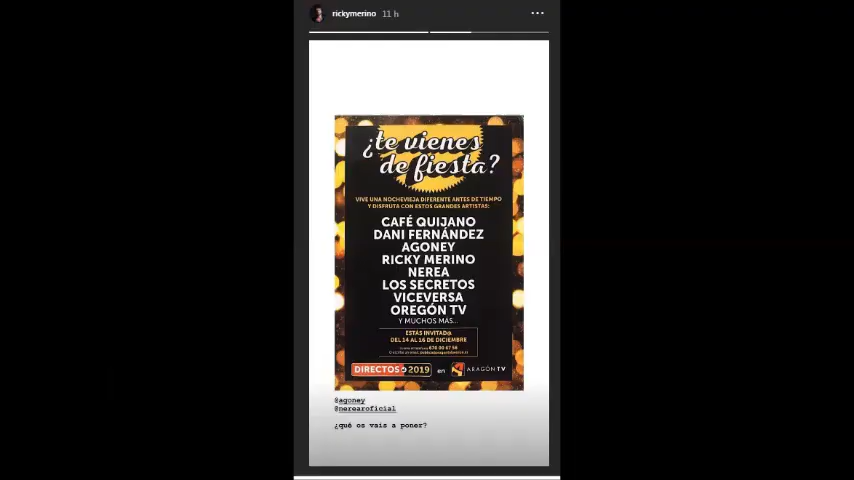 rickymerino 11 h
¿te vienes
de fiesta?
VIVE UNA NOCHEVIEJA DIFERENTE ANTES DE TIEMPO
Y DISFRUTA CON ESTOS GRANDES ARTISTAS:
CAFÉ QUIJANO
DANI FERNÁNDEZ
AGONEY
RICKY MERINO
NEREA
LOS SECRETOS
VICEVERSA
OREGÓN TV
Y MUCHOS MÁS...
ESTÁS INVITAD@
DEL 14 AL 16 DE DICIEMBRE
DIRECTOS 2019 en ARAGÓN TV
@agoney
@nerearoficial
¿qué os vais a poner?